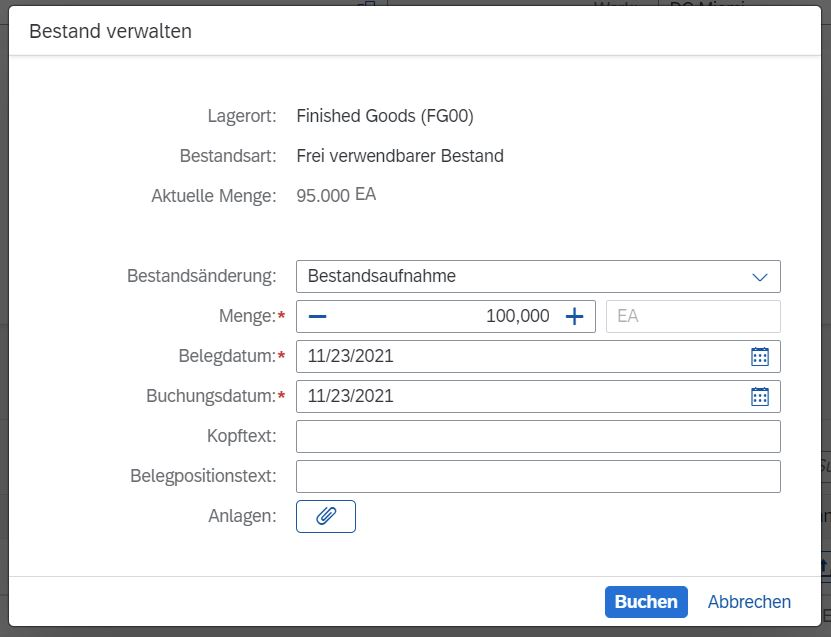 Bestand verwalten
Lagerort: Finished Goods (FG00)
Bestandsart: Frei verwendbarer Bestand
Aktuelle Menge: 95.000 EA
Bestandsänderung: Bestandsaufnahme
Menge:* 100,000 EA
Belegdatum:* 11/23/2021
Buchungsdatum:* 11/23/2021
Kopftext:
Belegpositionstext:
Anlagen:
Buchen Abbrechen